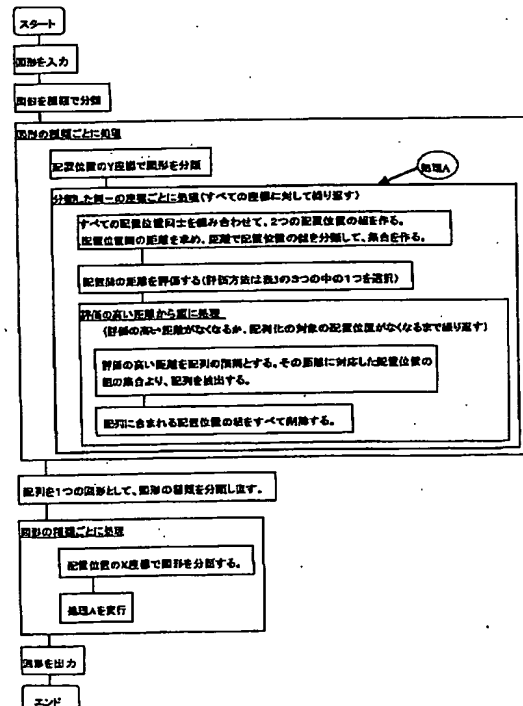 スタート
図形を入力
図形を種類で分類
図形の種類ごとに処理
配置位置のY座標で図形を分類
処理A
分類した同一の座標ごとに処理(すべての座標に対して繰り返す)
すべての配置位置同士を組み合わせて、2つの配置位置の組を作る。
配置位置間の距離を求め、距離で配置位置の組を分類して、集合を作る。
配置間の距離を評価する(評価方法は表3の3つの中の1つを選択)
評価の高い距離から順に処理
(評価の高い距離がなくなるか、配列化の対象の配置位置がなくなるまで繰り返す)
評価の高い距離を配列の間隔とする。その距離に対応した配置位置の
組の集合より、配列を抽出する。
配列に含まれる配置位置の組をすべて削除する。
配列を1つの図形として、図形の種類を分類し直す。
図形の種類ごとに処理
配置位置のX座標で図形を分類する。
処理Aを実行
図形を出力
エンド